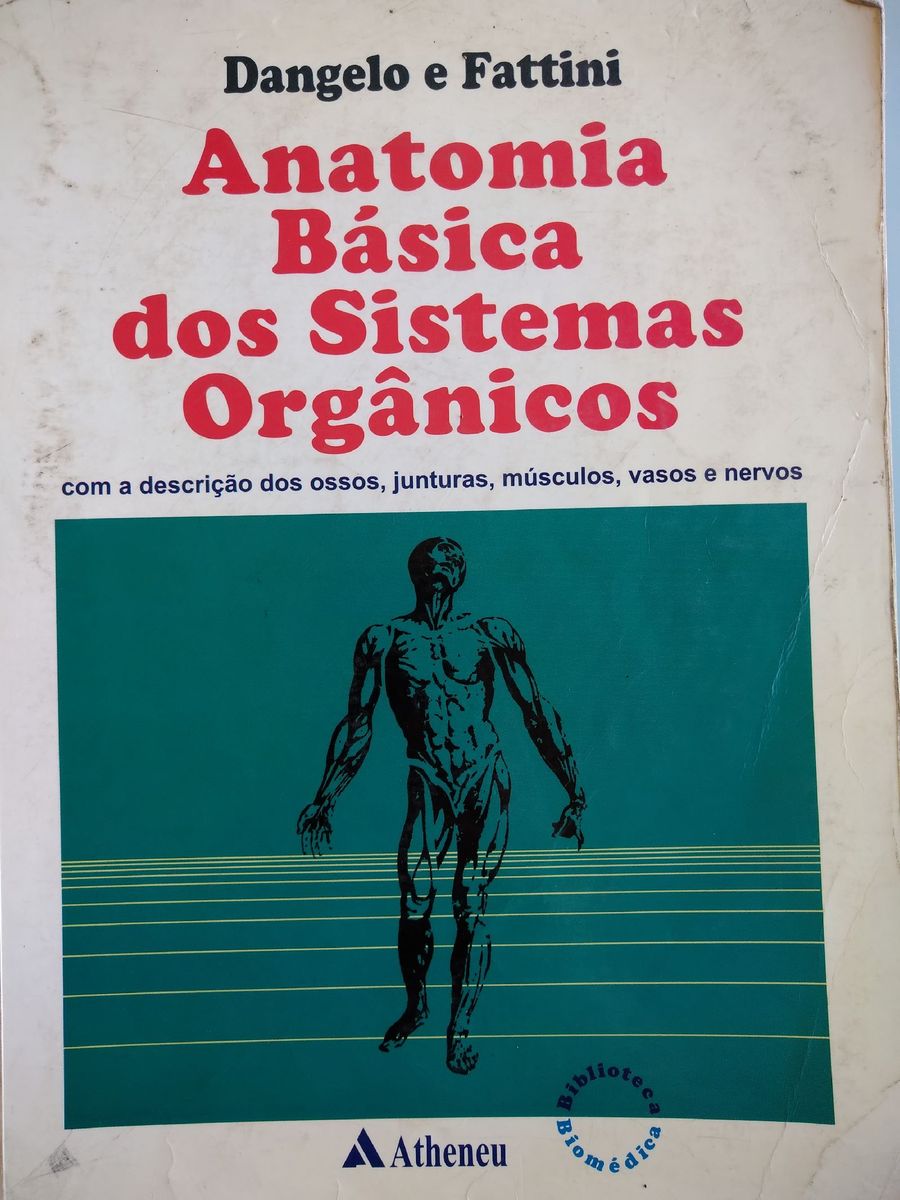 Dangelo e Fattini
Anatomia
Básica
dos Sistemas
Orgânicos
com a descrição dos ossos, junturas, músculos, vasos e nervos
Biblioteca
Biomédica
Atheneu